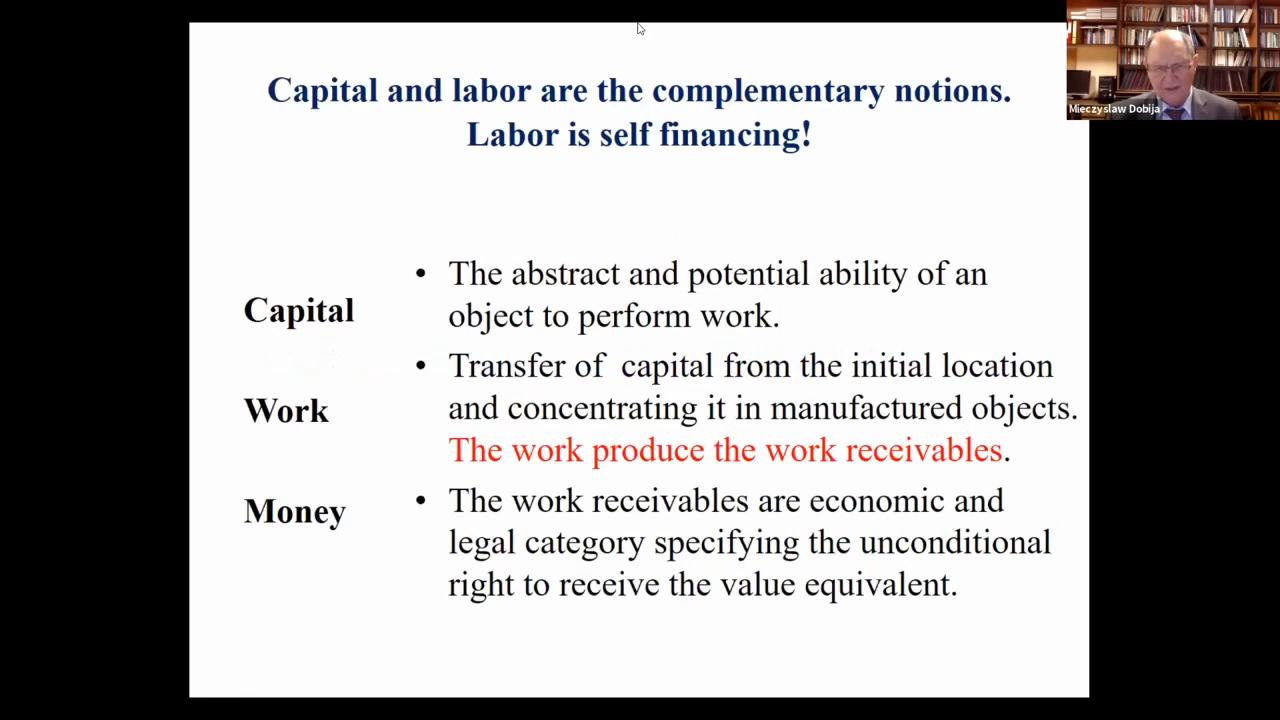 Capital and labor are the complementary notions.
Labor is self financing!
Mieczyslaw Dobija
Capital
• The abstract and potential ability of an
object to perform work.
Work
• Transfer of capital from the initial location
and concentrating it in manufactured objects.
The work produce the work receivables.
Money
• The work receivables are economic and
legal category specifying the unconditional
right to receive the value equivalent.